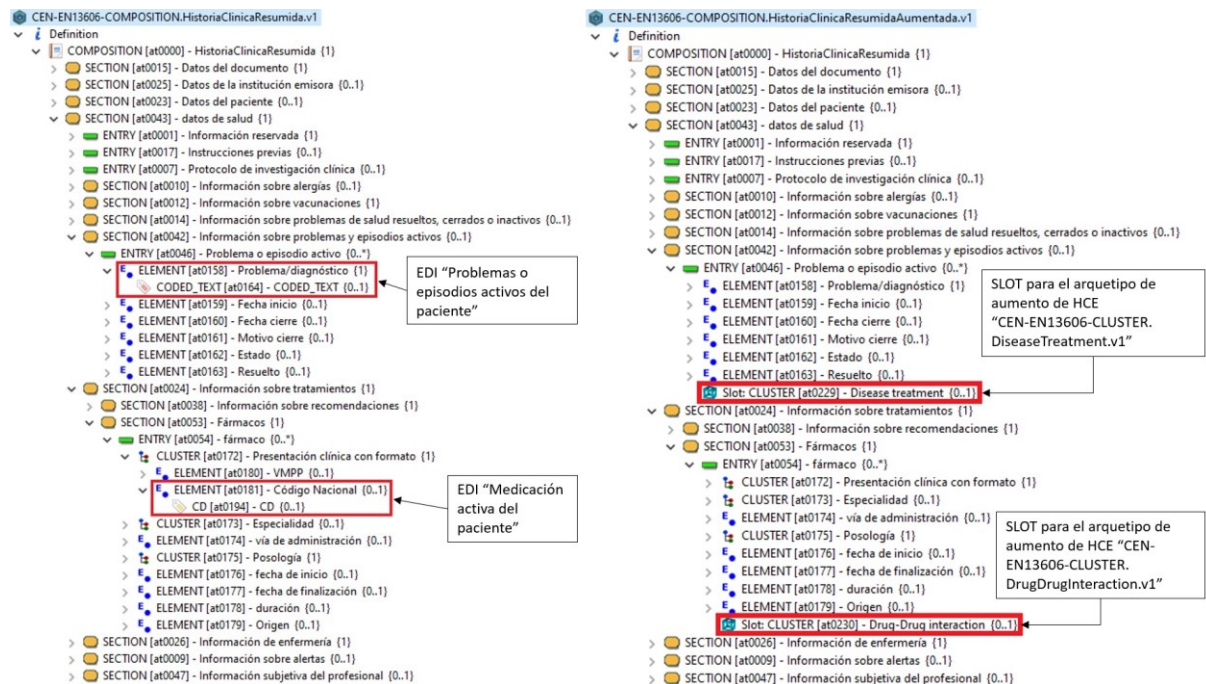 CEN-EN13606-COMPOSITION.HistoriaClinicaResumida.v1
Definition
COMPOSITION [at0000] - HistoriaClinicaResumida {1}
SECTION [at0015] - Datos del documento {1}
SECTION [at0025] - Datos de la institución emisora {0..1}
SECTION [at0023] - Datos del paciente {0..1}
SECTION [at0043] - datos de salud {1}
ENTRY [at0001] - Información reservada {1}
ENTRY [at0017] - Instrucciones previas {0..1}
ENTRY [at0007] - Protocolo de investigación clínica {0..1}
SECTION [at0010] - Información sobre alergías {0..1}
SECTION [at0012] - Información sobre vacunaciones {1}
SECTION [at0014] - Información sobre problemas de salud resueltos, cerrados o inactivos {0..1}
SECTION [at0042] - Información sobre problemas y episodios activos {0..1}
ENTRY [at0046] - Problema o episodio activo {0..*}
ELEMENT [at0158] - Problema/diagnóstico {1}
CODED_TEXT [at0164] - CODED_TEXT {0..1}
ELEMENT [at0159] - Fecha inicio {0..1}
ELEMENT [at0160] - Fecha cierre {0..1}
ELEMENT [at0161] - Motivo cierre {0..1}
ELEMENT [at0162] - Estado {0..1}
ELEMENT [at0163] - Resuelto {0..1}
SECTION [at0024] - Información sobre tratamientos {1}
SECTION [at0038] - Información sobre recomendaciones {1}
SECTION [at0053] - Fármacos {1}
ENTRY [at0054] - fármaco {0..*}
CLUSTER [at0172] - Presentación clínica con formato {1}
ELEMENT [at0180] - VMPP {0..1}
ELEMENT [at0181] - Código Nacional {0..1}
CD [at0194] - CD {0..1}
CLUSTER [at0173] - Especialidad {0..1}
ELEMENT [at0174] - vía de administración {0..1}
CLUSTER [at0175] - Posología {1}
ELEMENT [at0176] - fecha de inicio {0..1}
ELEMENT [at0177] - fecha de finalización {0..1}
ELEMENT [at0178] - duración {0..1}
ELEMENT [at0179] - Origen {0..1}
SECTION [at0026] - Información de enfermería {1}
SECTION [at0009] - Información sobre alertas {0..1}
SECTION [at0047] - Información subjetiva del profesional {0..1}
EDI “Problemas o
episodios activos del
paciente”
EDI “Medicación
activa del
paciente”
CEN-EN13606-COMPOSITION.HistoriaClinicaResumidaAumentada.v1
Definition
COMPOSITION [at0000] - HistoriaClinicaResumida {1}
SECTION [at0015] - Datos del documento {1}
SECTION [at0025] - Datos de la institución emisora {0..1}
SECTION [at0023] - Datos del paciente {0..1}
SECTION [at0043] - datos de salud {1}
ENTRY [at0001] - Información reservada {1}
ENTRY [at0017] - Instrucciones previas {0..1}
ENTRY [at0007] - Protocolo de investigación clínica {0..1}
SECTION [at0010] - Información sobre alergías {0..1}
SECTION [at0012] - Información sobre vacunaciones {1}
SECTION [at0014] - Información sobre problemas de salud resueltos, cerrados o inactivos {0..1}
SECTION [at0042] - Información sobre problemas y episodios activos {0..1}
ENTRY [at0046] - Problema o episodio activo {0..*}
ELEMENT [at0158] - Problema/diagnóstico {1}
ELEMENT [at0159] - Fecha inicio {0..1}
ELEMENT [at0160] - Fecha cierre {0..1}
ELEMENT [at0161] - Motivo cierre {0..1}
ELEMENT [at0162] - Estado {0..1}
ELEMENT [at0163] - Resuelto {0..1}
Slot: CLUSTER [at0229] - Disease treatment {0..1}
SECTION [at0024] - Información sobre tratamientos {1}
SECTION [at0038] - Información sobre recomendaciones {1}
SECTION [at0053] - Fármacos {1}
ENTRY [at0054] - fármaco {0..*}
CLUSTER [at0172] - Presentación clínica con formato {1}
CLUSTER [at0173] - Especialidad {0..1}
ELEMENT [at0174] - vía de administración {0..1}
CLUSTER [at0175] - Posología {1}
ELEMENT [at0176] - fecha de inicio {0..1}
ELEMENT [at0177] - fecha de finalización {0..1}
ELEMENT [at0178] - duración {0..1}
ELEMENT [at0179] - Origen {0..1}
Slot: CLUSTER [at0230] - Drug-Drug interaction {0..1}
SECTION [at0026] - Información de enfermería {1}
SECTION [at0009] - Información sobre alertas {0..1}
SECTION [at0047] - Información subjetiva del profesional {0..1}
SLOT para el arquetipo de
aumento de HCE
“CEN-EN13606-CLUSTER.
DiseaseTreatment.v1”
SLOT para el arquetipo de
aumento de HCE “CEN-
EN13606-CLUSTER.
DrugDrugInteraction.v1”